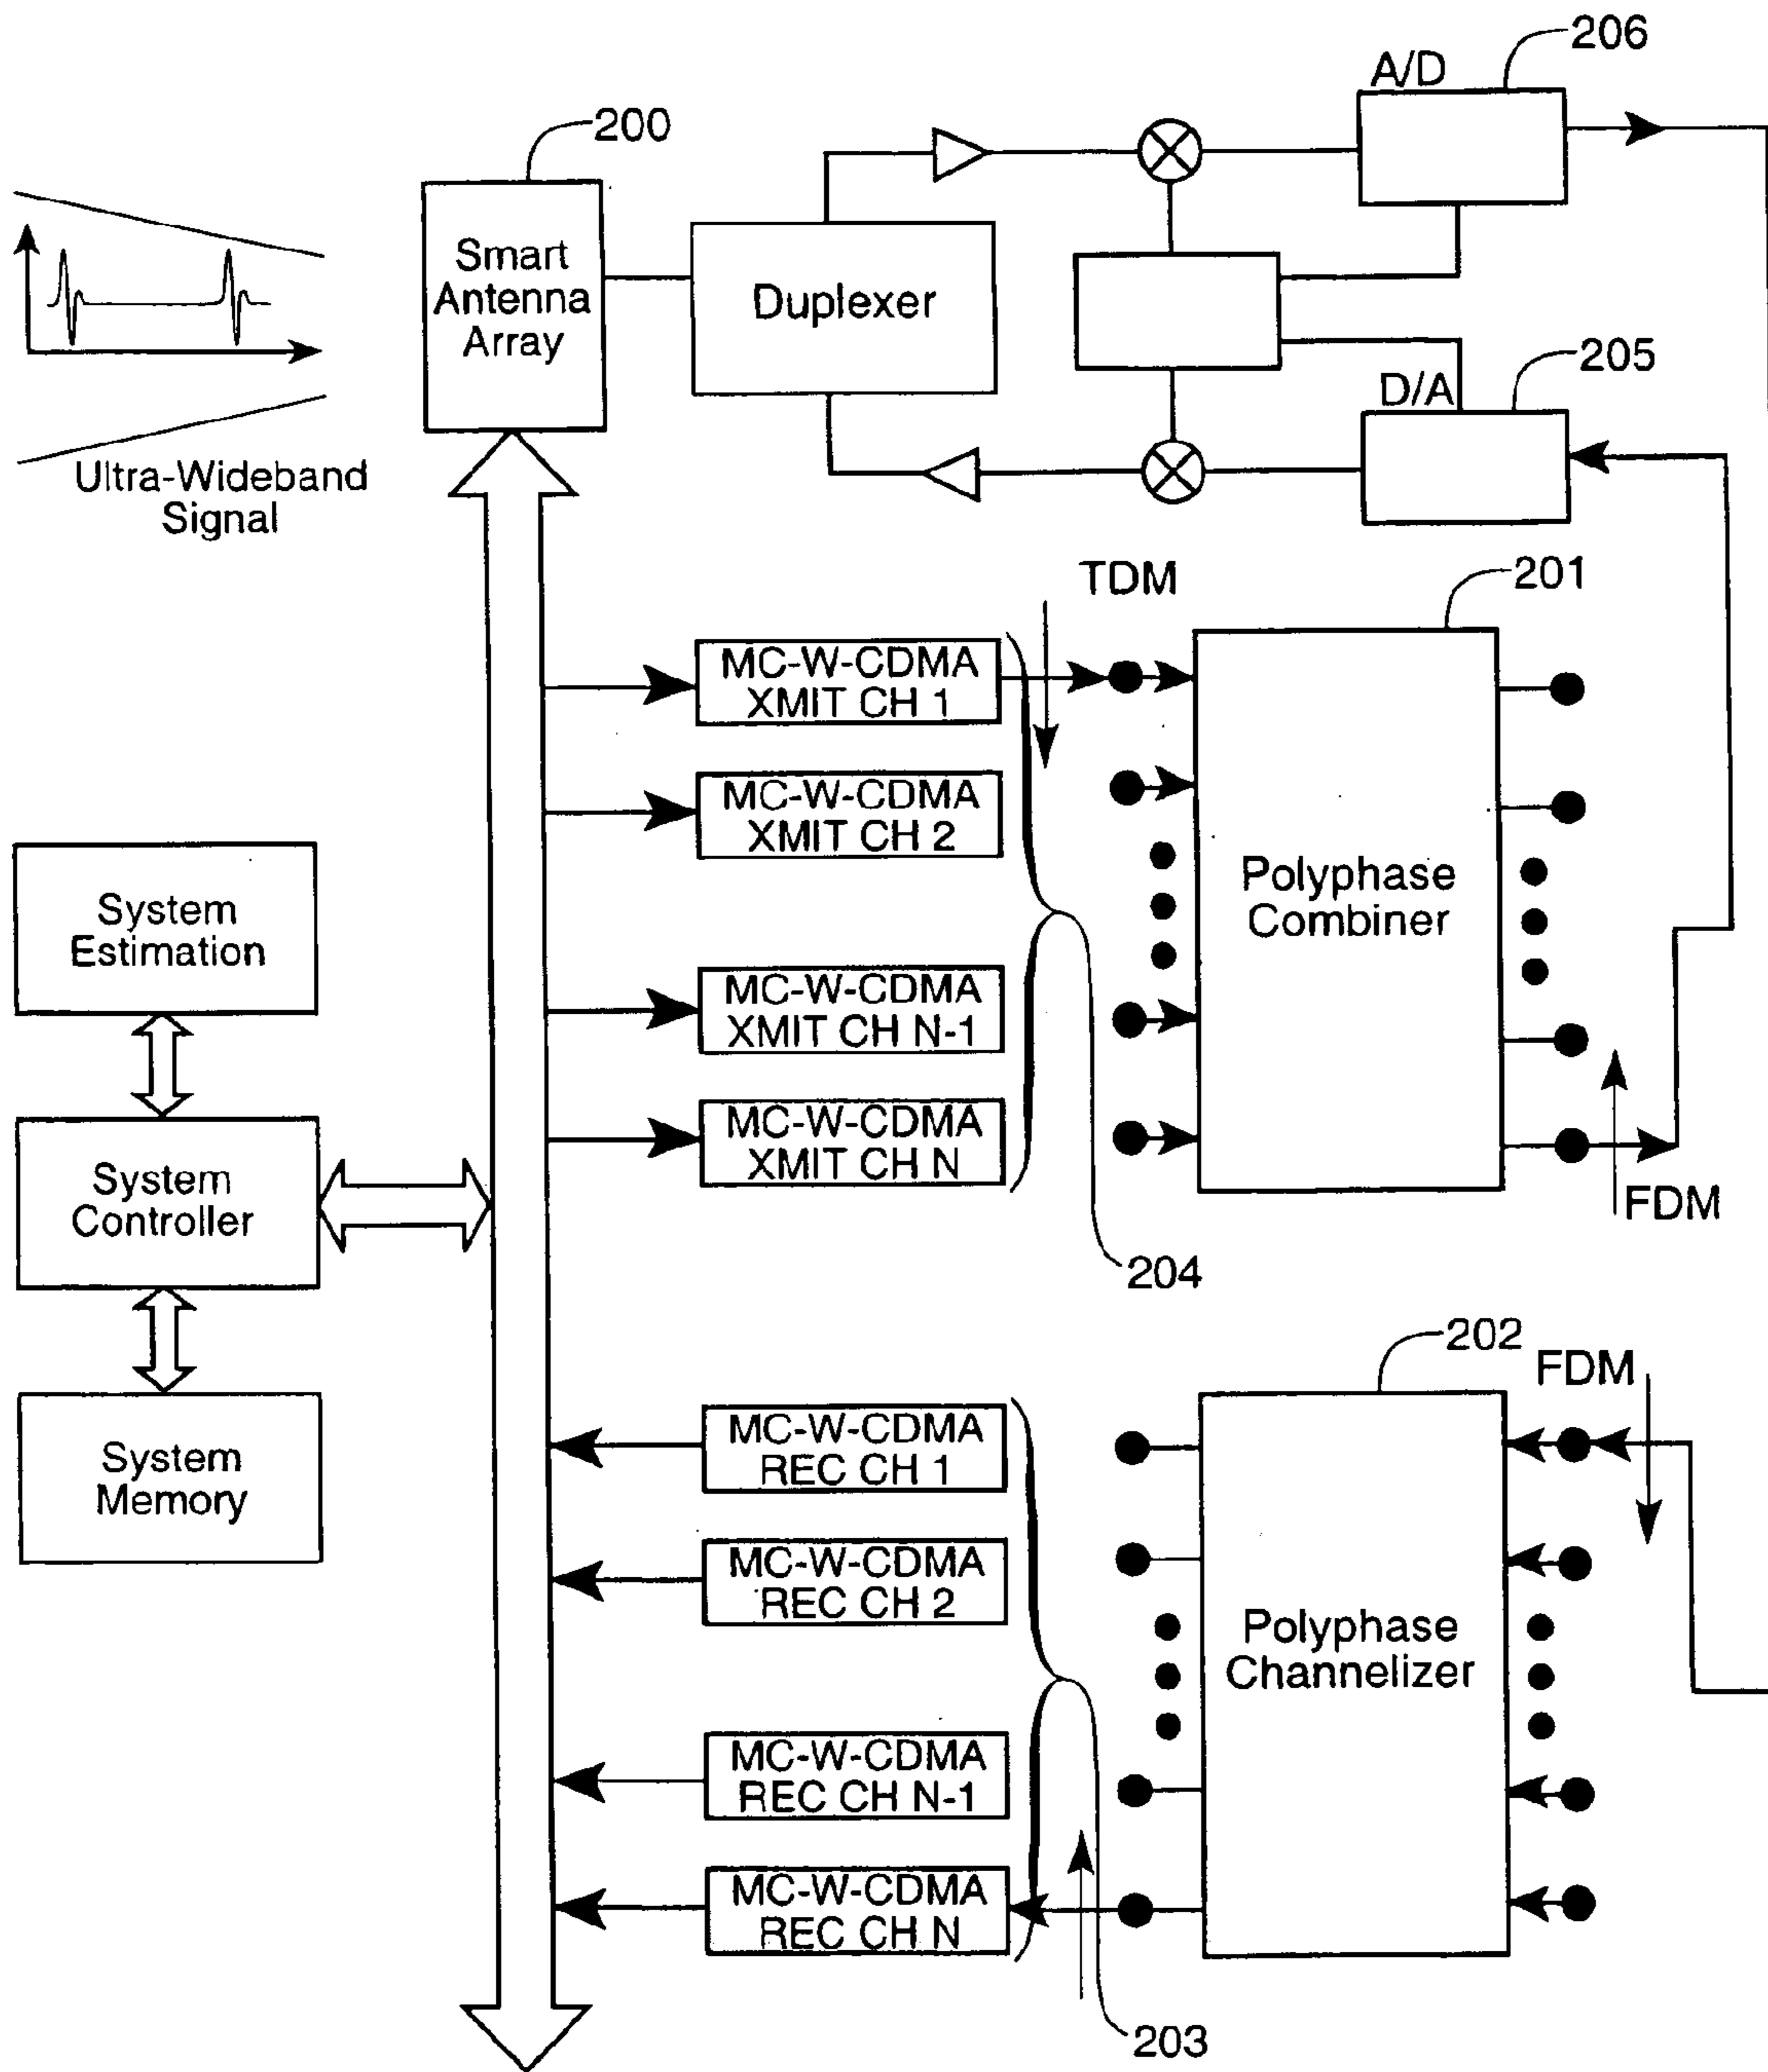 206
A/D
200
Smart
Antenna
Array
Duplexer
205
D/A
Ultra-Wideband
Signal
TDM
201
MC-W-CDMA
XMIT CH 1
MC-W-CDMA
XMIT CH 2
Polyphase
Combiner
System
Estimation
MC-W-CDMA
XMIT CH N-1
MC-W-CDMA
XMIT CH N
System
Controller
FDM
204
202
FDM
MC-W-CDMA
REC CH 1
System
Memory
MC-W-CDMA
REC CH 2
Polyphase
Channelizer
MC-W-CDMA
REC CH N-1
MC-W-CDMA
REC CH N
203